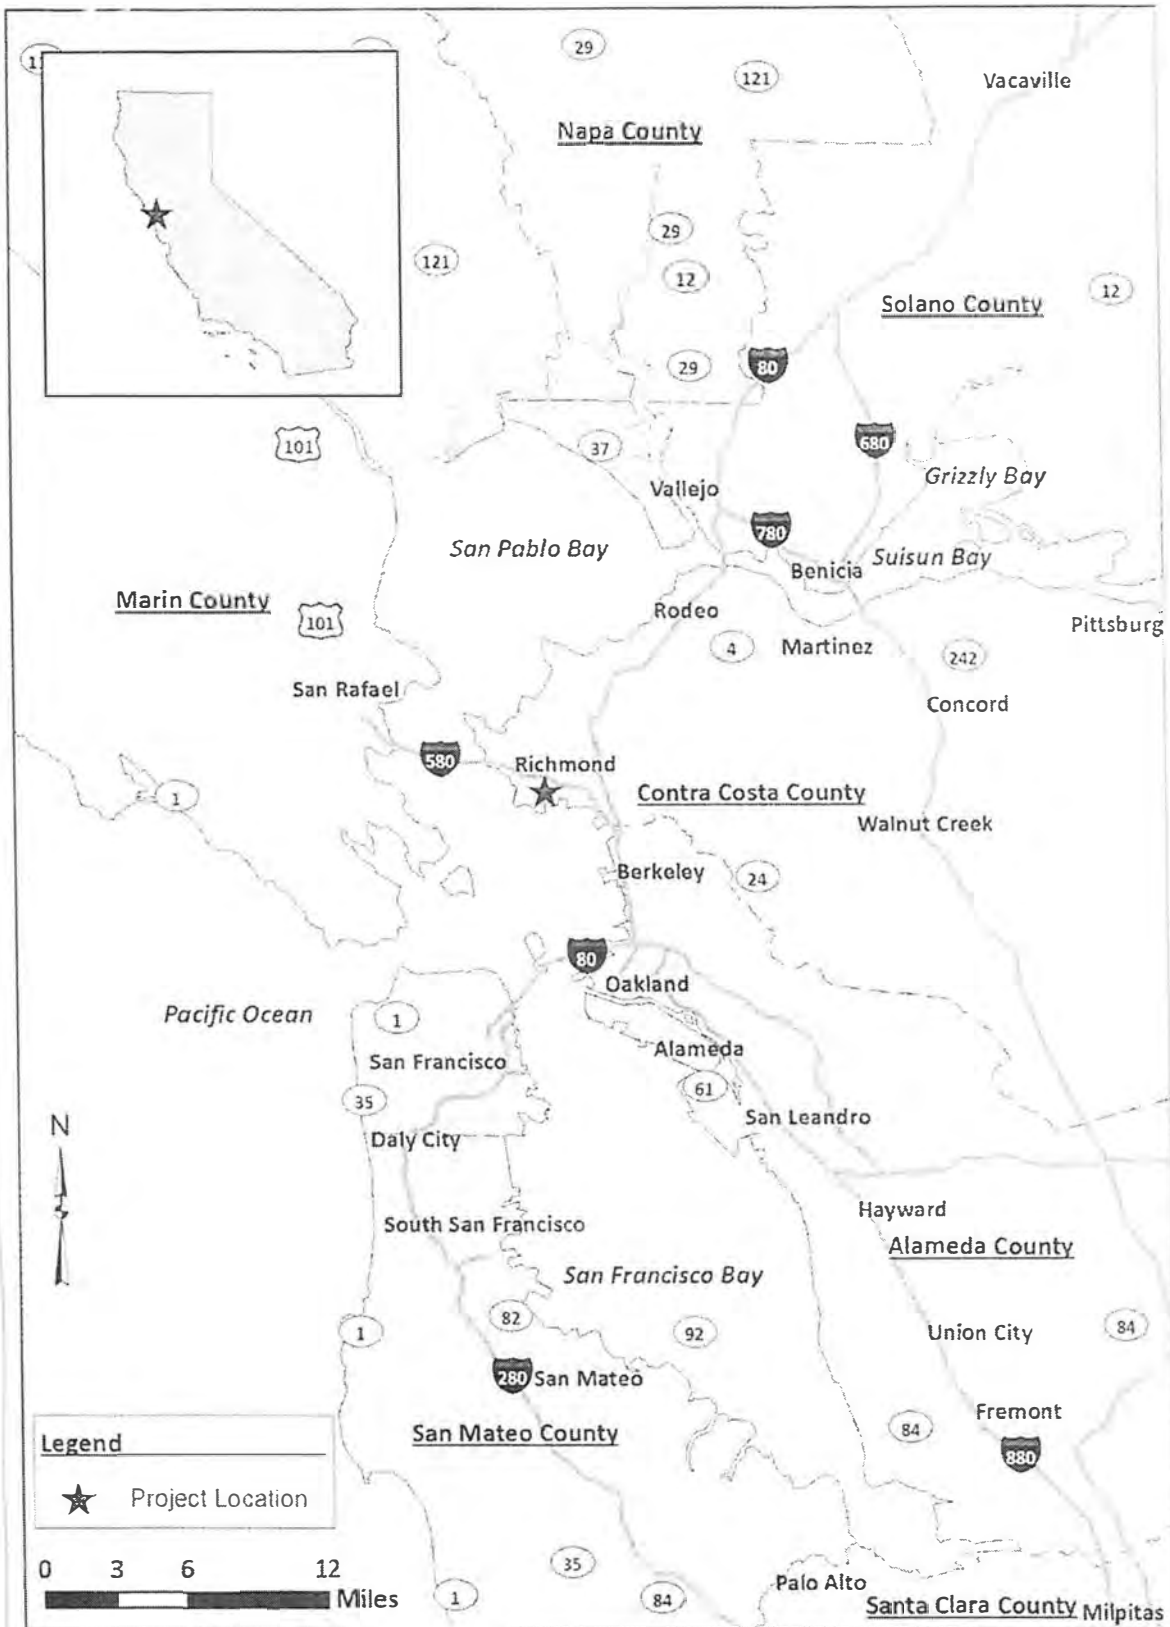 29
121
Vacaville
Napa County
29
121
12
Solano County
12
29
80
101
37
680
Grizzly Bay
Vallejo
780
San Pablo Bay
Suisun Bay
Benicia
Marin County
Rodeo
101
Pittsburg
4
Martinez
242
San Rafael
Concord
580
Richmond
1
Contra Costa County
Walnut Creek
Berkeley
24
80
Oakland
Pacific Ocean
1
Alameda
San Francisco
61
35
San Leandro
N
Daly City
Hayward
South San Francisco
Alameda County
San Francisco Bay
82
1
92
Union City
84
280
San Mateo
Fremont
84
San Mateo County
880
Legend
Project Location
0 3 6 12
Miles
35
Palo Alto
1
84
Santa Clara County
Milpitas